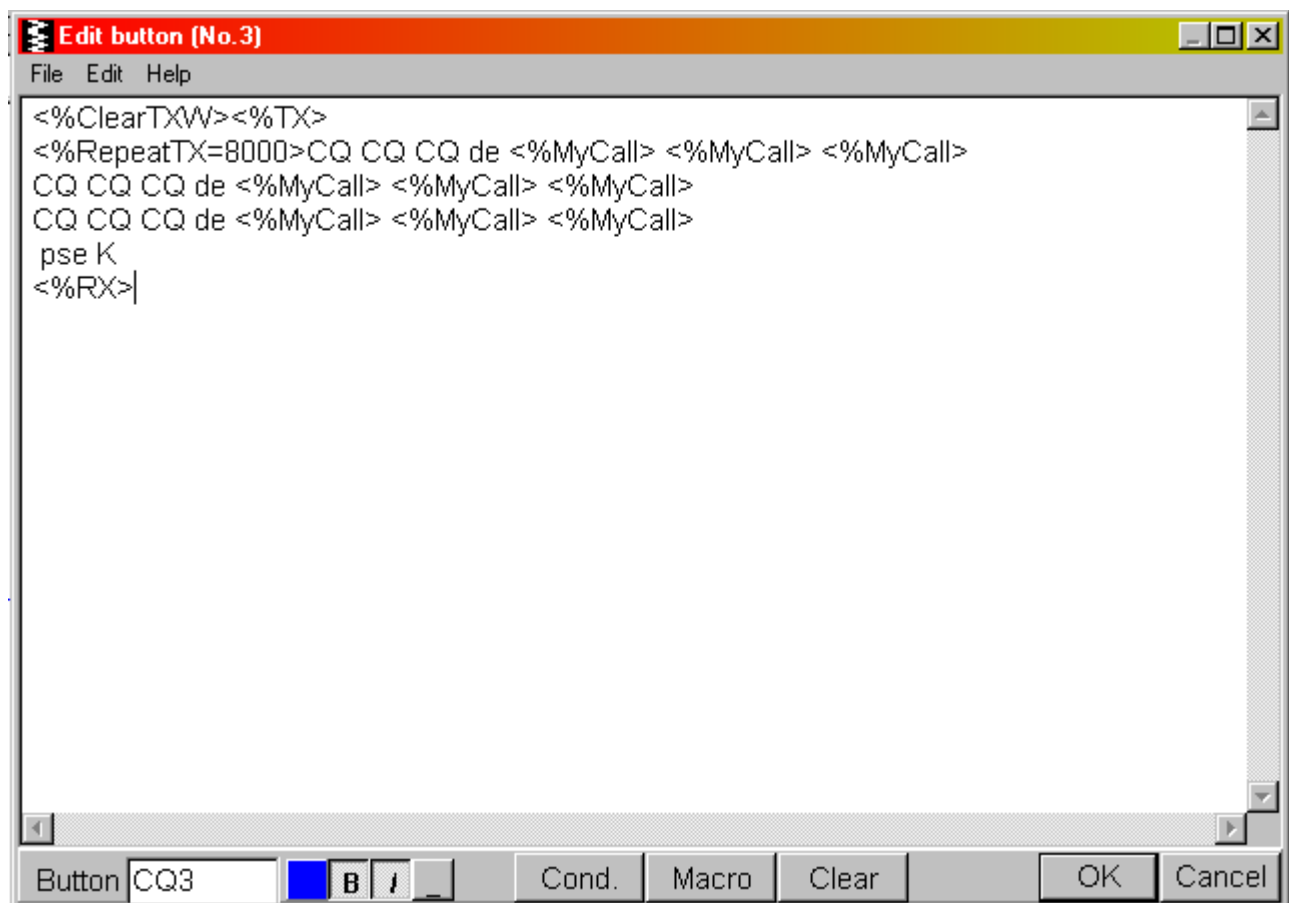 Edit button (No.3)
File Edit Help
<%ClearTXW><%TX>
<%RepeatTX=8000>CQ CQ CQ de <%MyCall> <%MyCall> <%MyCall>
CQ CQ CQ de <%MyCall> <%MyCall> <%MyCall>
CQ CQ CQ de <%MyCall> <%MyCall> <%MyCall>
pse K
<%RX>
Button CQ3 B I _ Cond. Macro Clear OK Cancel